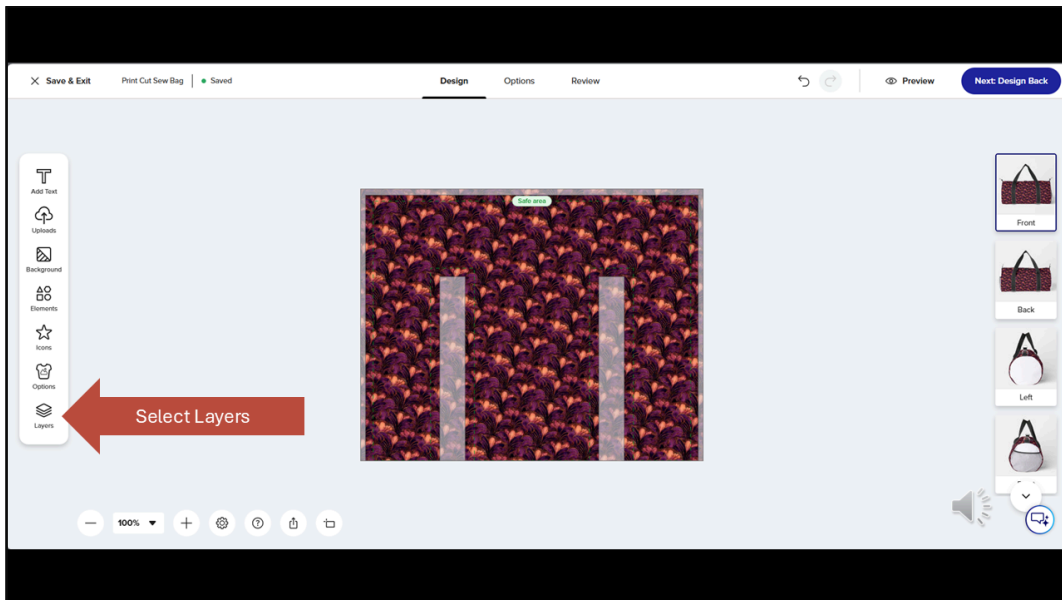 Save & Exit
Print Cut Sew Bag
Saved
Design
Options
Review
Preview
Next: Design Back
Add Text
Uploads
Background
Elements
Icons
Options
Layers
Select Layers
Safe area
Front
Back
Left
100%